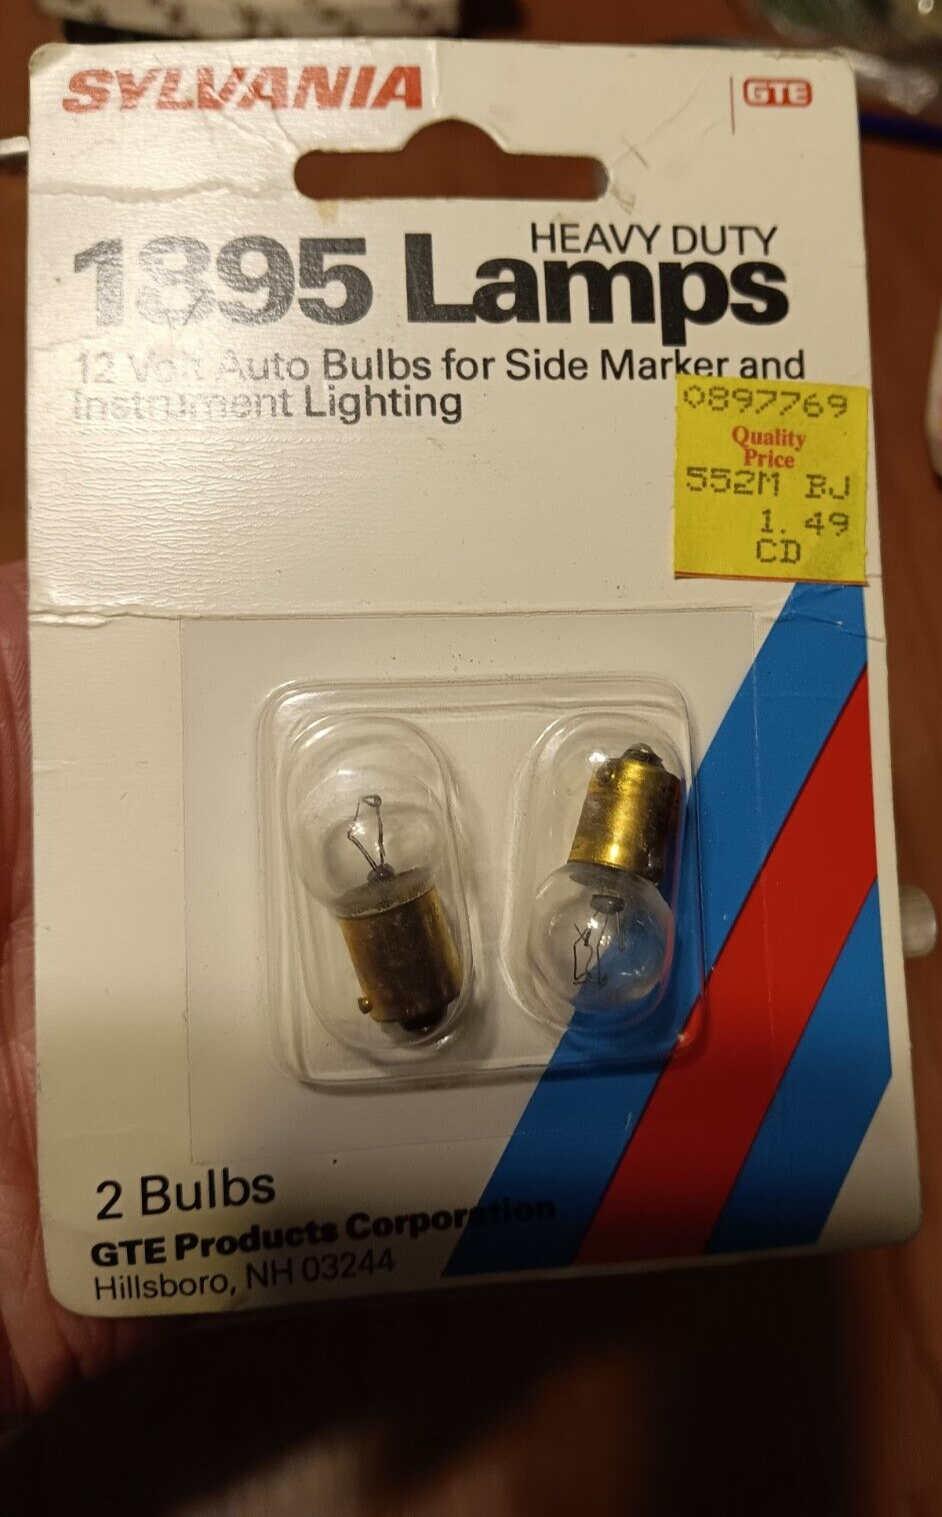 SYLVANIA
GTE
HEAVY DUTY
1895 Lamps
12 Volt Auto Bulbs for Side Marker and
Instrument Lighting
0897769
Quality
Price
552M BJ
1.49
CD
2 Bulbs
GTE Products Corporation
Hillsboro, NH 03244